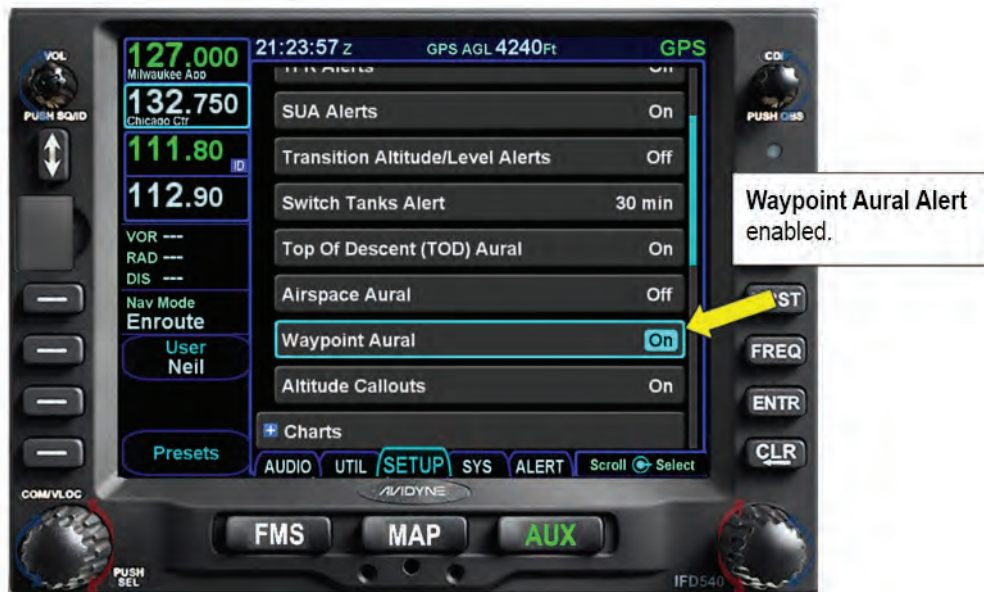 VOL
PUSH SQ/ID
127.000
Milwaukee App
132.750
Chicago Ctr
111.80
ID
112.90
VOR ---
RAD ---
DIS ---
Nav Mode
Enroute
User
Neil
Presets
COM/VLOC
PUSH
SEL
21:23:57 Z GPS AGL 4240Ft GPS
TFR Alerts On
SUA Alerts On
Transition Altitude/Level Alerts Off
Switch Tanks Alert 30 min
Top Of Descent (TOD) Aural On
Airspace Aural Off
Waypoint Aural On
Altitude Callouts On
+ Charts
AUDIO UTIL SETUP SYS ALERT Scroll Select
AVIDYNE
FMS MAP AUX
IFD540
CDI
PUSH OBS
Waypoint Aural Alert
enabled.
FREQ
ENTR
CLR